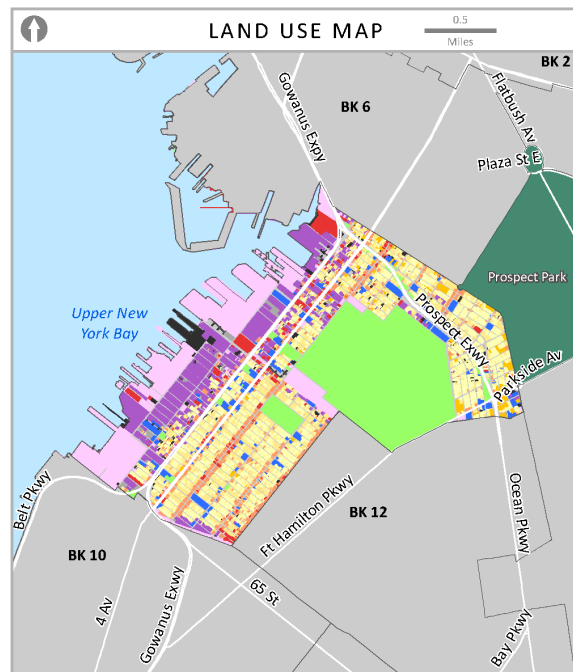 LAND USE MAP
0.5
Miles
BK 2
Gowanus Expy
BK 6
Flatbush Av
Plaza St E
Prospect Park
Upper New
York Bay
Prospect Exwy
Parkside Av
Belt Pkwy
Ft Hamilton Pkwy
Ocean Pkwy
BK 12
BK 10
4 Av
Gowanus Exwy
65 St
Bay Pkwy